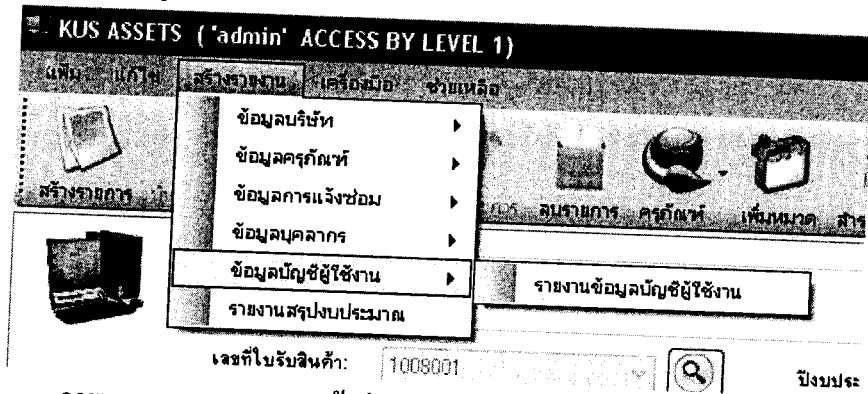 KUS ASSETS ( 'admin' ACCESS BY LEVEL 1)
แฟ้ม แก้ไข สร้างรายงาน เครื่องมือ ช่วยเหลือ
ข้อมูลบริษัท
ข้อมูลครุภัณฑ์
ข้อมูลการแจ้งซ่อม
ข้อมูลบุคลากร
ข้อมูลบัญชีผู้ใช้งาน
รายงานสรุปงบประมาณ
สร้างรายการ ลบรายการ ครุภัณฑ์ เพิ่มหมวด สำร
รายงานข้อมูลบัญชีผู้ใช้งาน
เลขที่ใบรับสินค้า: 1008001 ปีงบประ